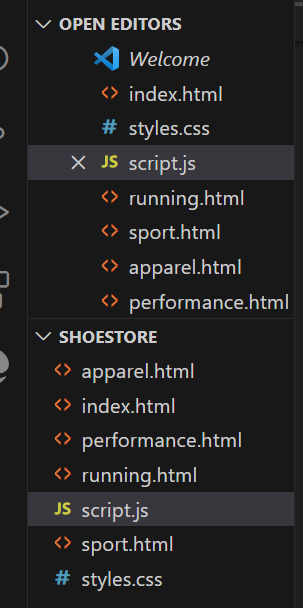 OPEN EDITORS
Welcome
<> index.html
# styles.css
JS script.js
<> running.html
<> sport.html
<> apparel.html
<> performance.html
SHOESTORE
<> apparel.html
<> index.html
<> performance.html
<> running.html
JS script.js
<> sport.html
# styles.css